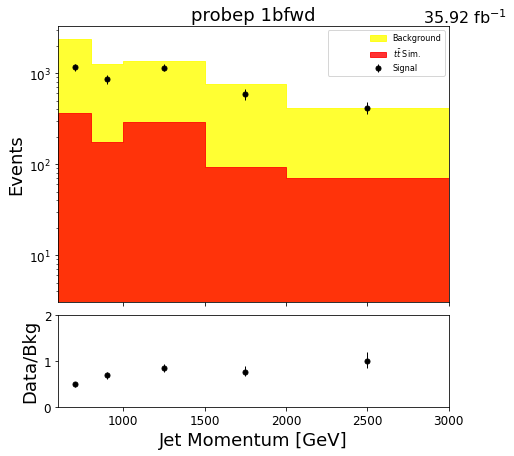 probep 1bfwd
35.92 fb⁻¹
Background
tt̄ Sim.
Signal
Events
10³
10²
10¹
Data/Bkg
2
1
0
1000 1500 2000 2500 3000
Jet Momentum [GeV]